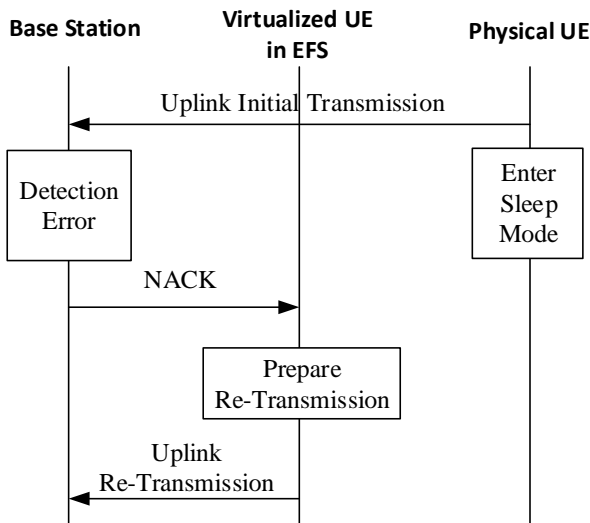 Base Station
Virtualized UE
in EFS
Physical UE
Uplink Initial Transmission
Detection
Error
Enter
Sleep
Mode
NACK
Prepare
Re-Transmission
Uplink
Re-Transmission